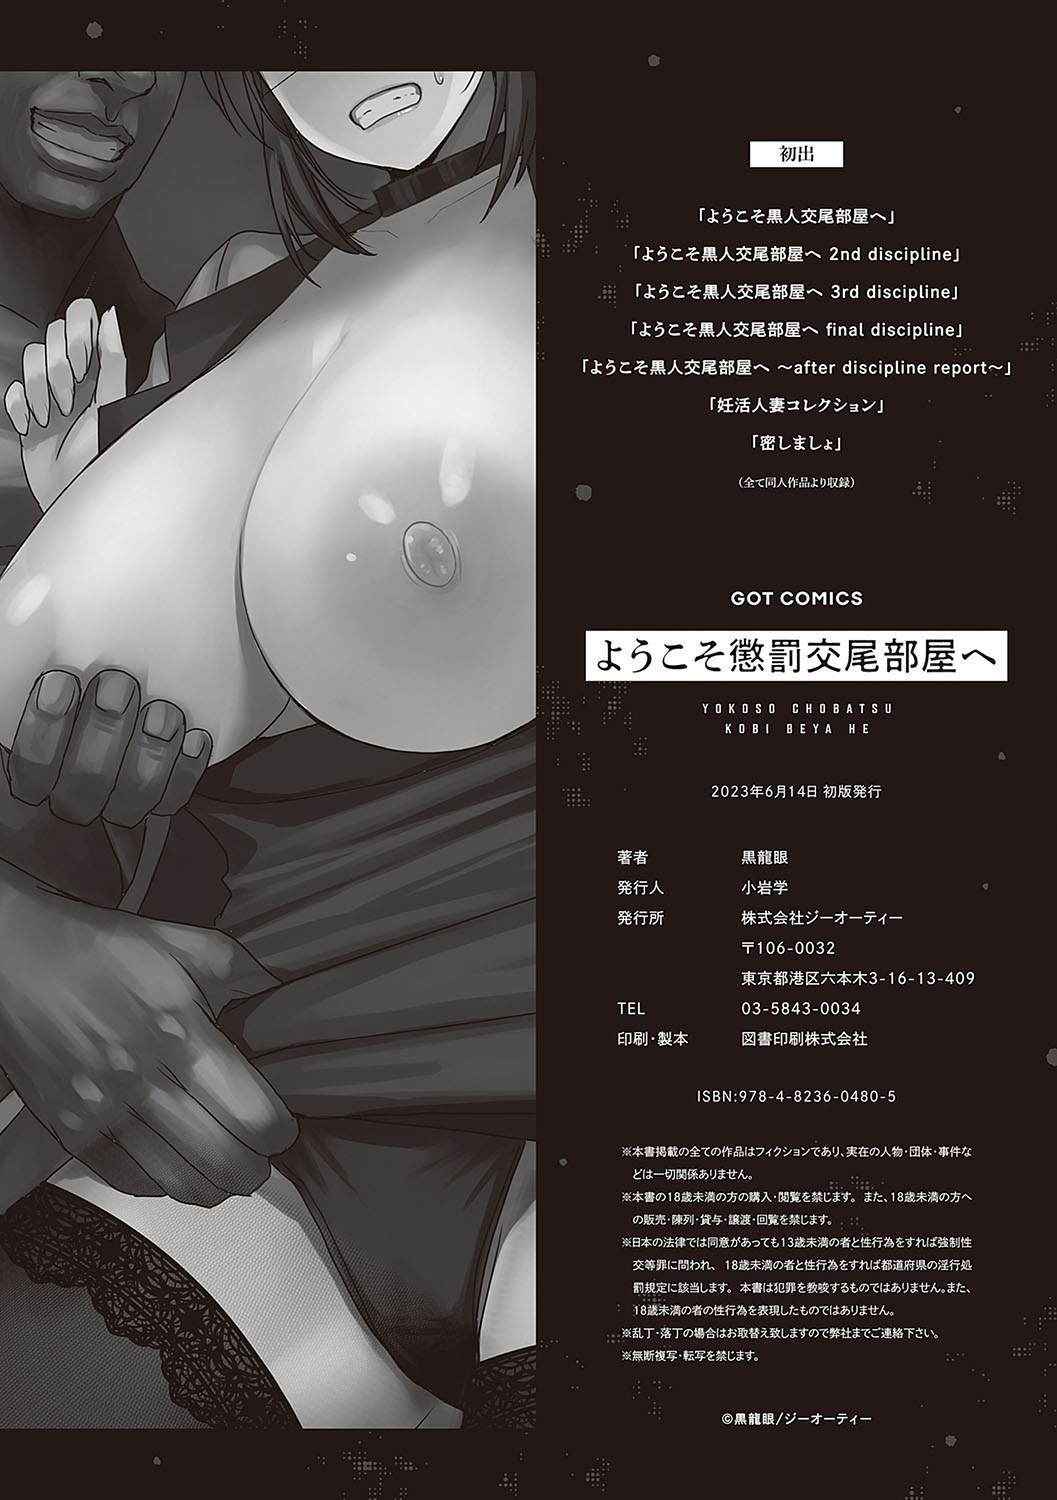 初出
「ようこそ黒人交尾部屋へ」
「ようこそ黒人交尾部屋へ 2nd discipline」
「ようこそ黒人交尾部屋へ 3rd discipline」
「ようこそ黒人交尾部屋へ final discipline」
「ようこそ黒人交尾部屋へ ～after discipline report～」
「妊活人妻コレクション」
「密しましょ」
（全て同人作品より収録）
GOT COMICS
ようこそ懲罰交尾部屋へ
YOKOSO CHOBATSU
KOBI BEYA HE
2023年6月14日 初版発行
著者 黒龍眼
発行人 小岩学
発行所 株式会社ジーオーティー
〒106-0032
東京都港区六本木3-16-13-409
TEL 03-5843-0034
印刷・製本 図書印刷株式会社
ISBN:978-4-8236-0480-5
※本書掲載の全ての作品はフィクションであり、実在の人物・団体・事件な
どは一切関係ありません。
※本書の18歳未満の方の購入・閲覧を禁じます。また、18歳未満の方へ
の販売・陳列・貸与・譲渡・回覧を禁じます。
※日本の法律では同意があっても13歳未満の者と性行為をすれば強制性
交等罪に問われ、18歳未満の者と性行為をすれば都道府県の淫行処
罰規定に該当します。本書は犯罪を教唆するものではありません。また、
18歳未満の者の性行為を表現したものではありません。
※乱丁・落丁の場合はお取替え致しますので弊社までご連絡下さい。
※無断複写・転写を禁じます。
©黒龍眼/ジーオーティー